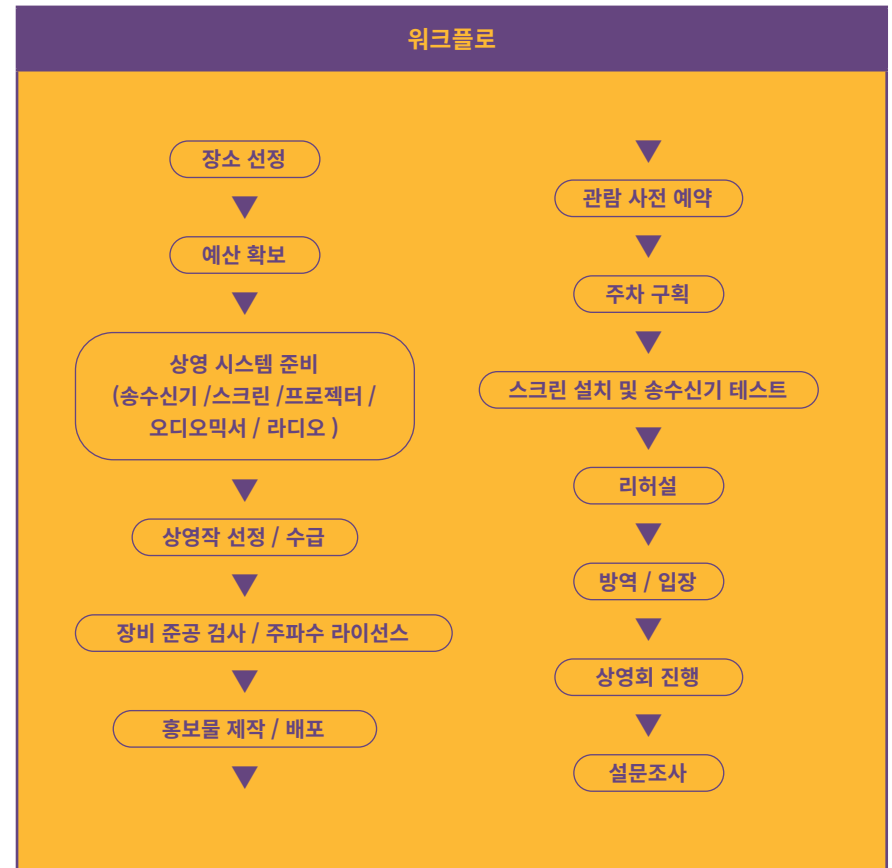 워크플로
장소 선정
예산 확보
상영 시스템 준비
(송수신기 /스크린 /프로젝터 /
오디오믹서 / 라디오 )
상영작 선정 / 수급
장비 준공 검사 / 주파수 라이선스
홍보물 제작 / 배포
관람 사전 예약
주차 구획
스크린 설치 및 송수신기 테스트
리허설
방역 / 입장
상영회 진행
설문조사